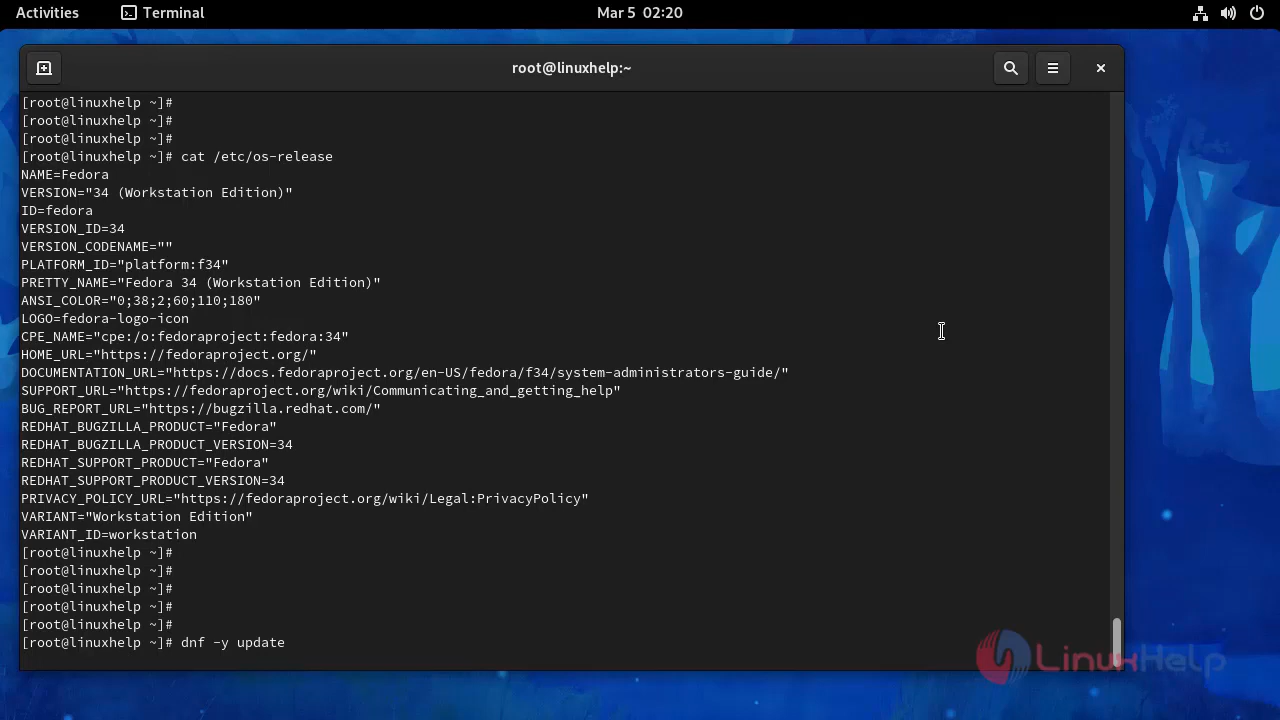 Activities
Terminal
Mar 5 02:20
root@linuxhelp:~
[root@linuxhelp ~]#
[root@linuxhelp ~]#
[root@linuxhelp ~]#
[root@linuxhelp ~]# cat /etc/os-release
NAME=Fedora
VERSION="34 (Workstation Edition)"
ID=fedora
VERSION_ID=34
VERSION_CODENAME=""
PLATFORM_ID="platform:f34"
PRETTY_NAME="Fedora 34 (Workstation Edition)"
ANSI_COLOR="0;38;2;60;110;180"
LOGO=fedora-logo-icon
CPE_NAME="cpe:/o:fedoraproject:fedora:34"
HOME_URL="https://fedoraproject.org/"
DOCUMENTATION_URL="https://docs.fedoraproject.org/en-US/fedora/f34/system-administrators-guide/"
SUPPORT_URL="https://fedoraproject.org/wiki/Communicating_and_getting_help"
BUG_REPORT_URL="https://bugzilla.redhat.com/"
REDHAT_BUGZILLA_PRODUCT="Fedora"
REDHAT_BUGZILLA_PRODUCT_VERSION=34
REDHAT_SUPPORT_PRODUCT="Fedora"
REDHAT_SUPPORT_PRODUCT_VERSION=34
PRIVACY_POLICY_URL="https://fedoraproject.org/wiki/Legal:PrivacyPolicy"
VARIANT="Workstation Edition"
VARIANT_ID=workstation
[root@linuxhelp ~]#
[root@linuxhelp ~]#
[root@linuxhelp ~]#
[root@linuxhelp ~]#
[root@linuxhelp ~]#
[root@linuxhelp ~]# dnf -y update
LinuxHelp